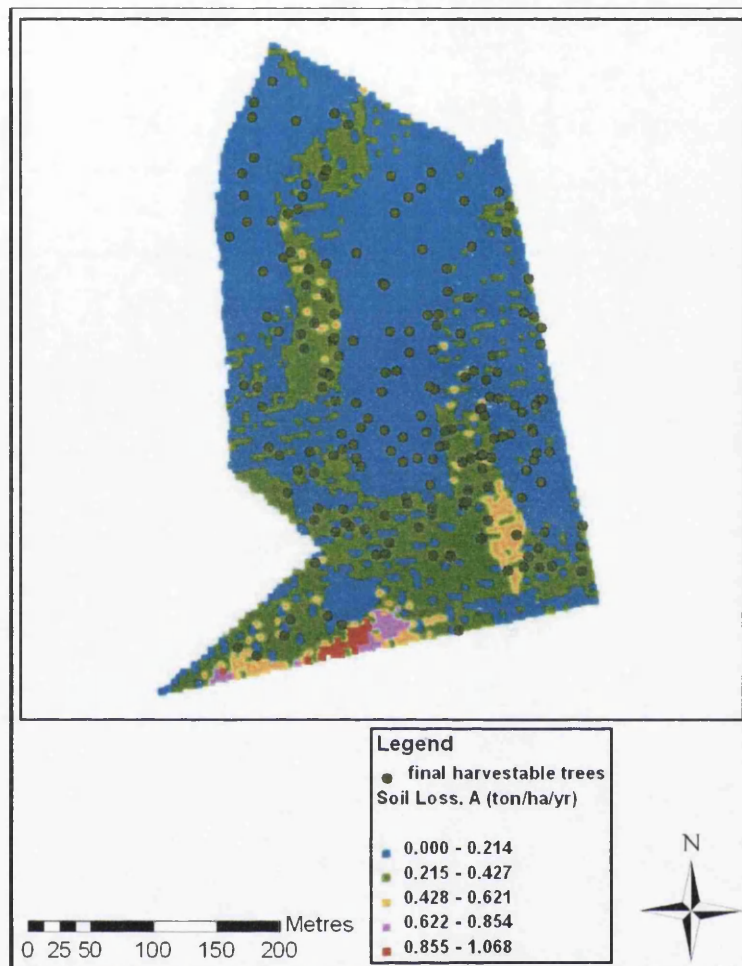 Legend
final harvestable trees
Soil Loss. A (ton/ha/yr)
0.000 - 0.214
0.215 - 0.427
0.428 - 0.621
0.622 - 0.854
0.855 - 1.068
N
Metres
0 25 50 100 150 200